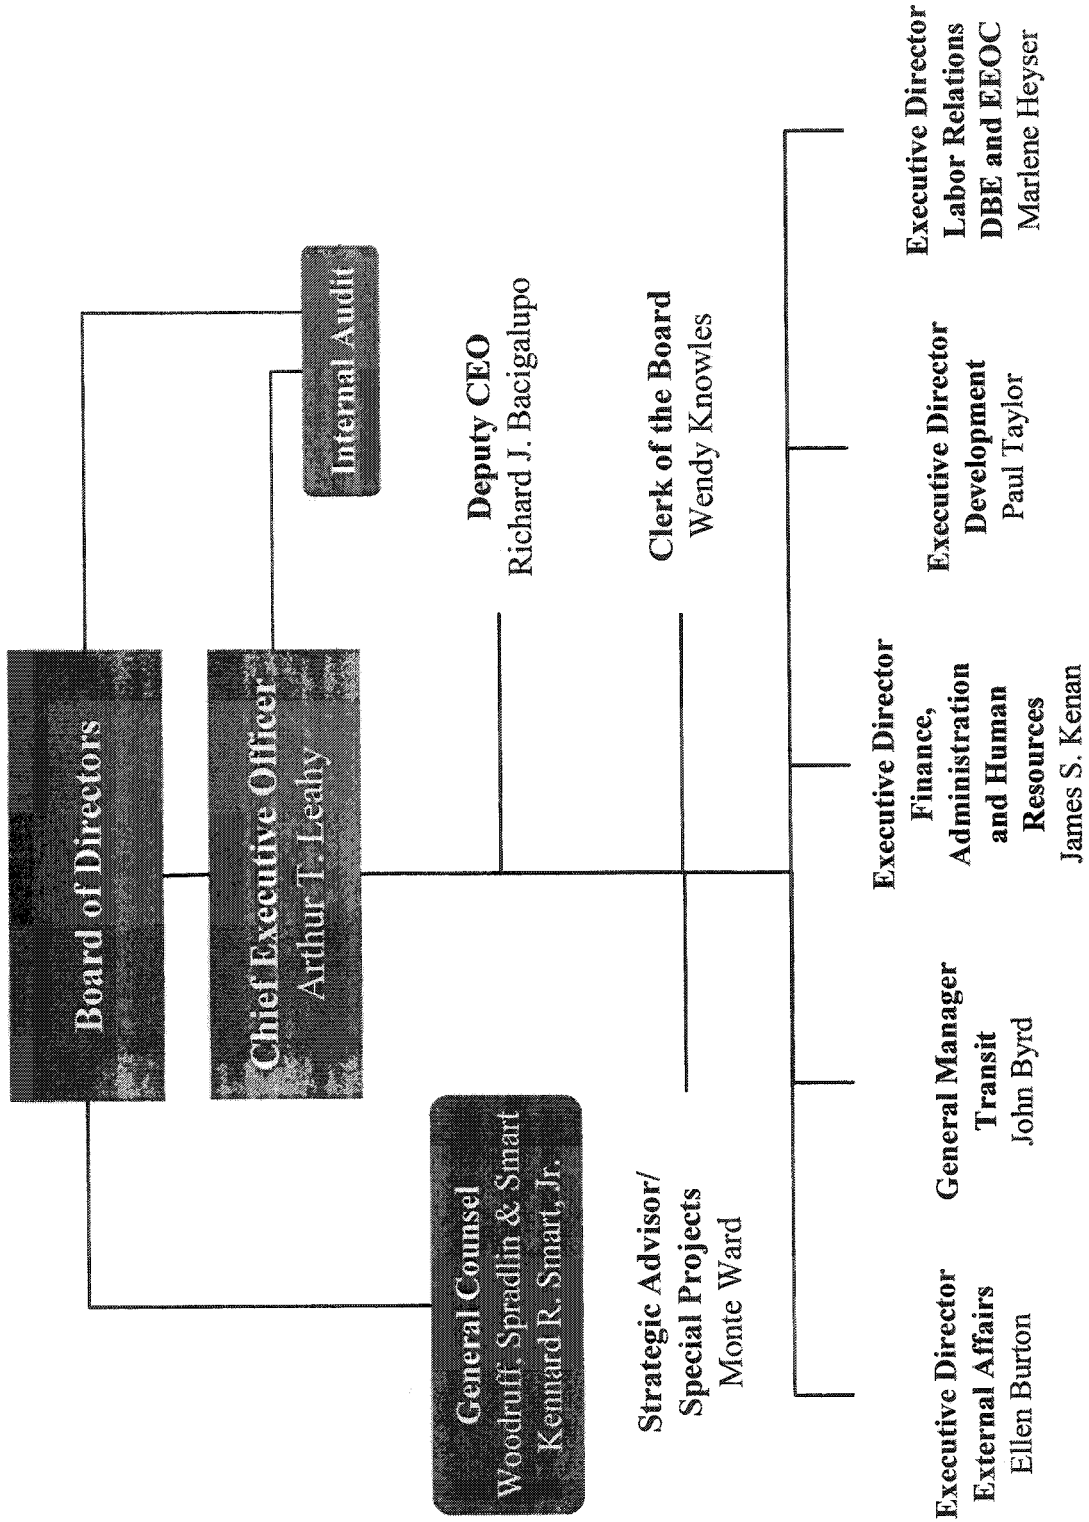 Board of Directors
Chief Executive Officer
Arthur T. Leahy
Internal Audit
General Counsel
Woodruff, Spradlin & Smart
Kennard R. Smart, Jr.
Deputy CEO
Richard J. Bacigalupo
Strategic Advisor/
Special Projects
Monte Ward
Clerk of the Board
Wendy Knowles
Executive Director
External Affairs
Ellen Burton
General Manager
Transit
John Byrd
Executive Director
Finance,
Administration
and Human
Resources
James S. Kenan
Executive Director
Development
Paul Taylor
Executive Director
Labor Relations
DBE and EEOC
Marlene Heyser